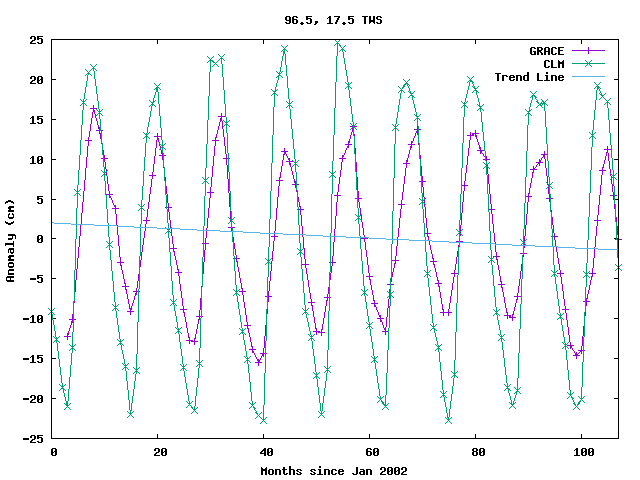 96.5, 17.5 TWS
GRACE
CLM
Trend Line
25
20
15
10
5
0
-5
-10
-15
-20
-25
Anomaly (cm)
0 20 40 60 80 100
Months since Jan 2002